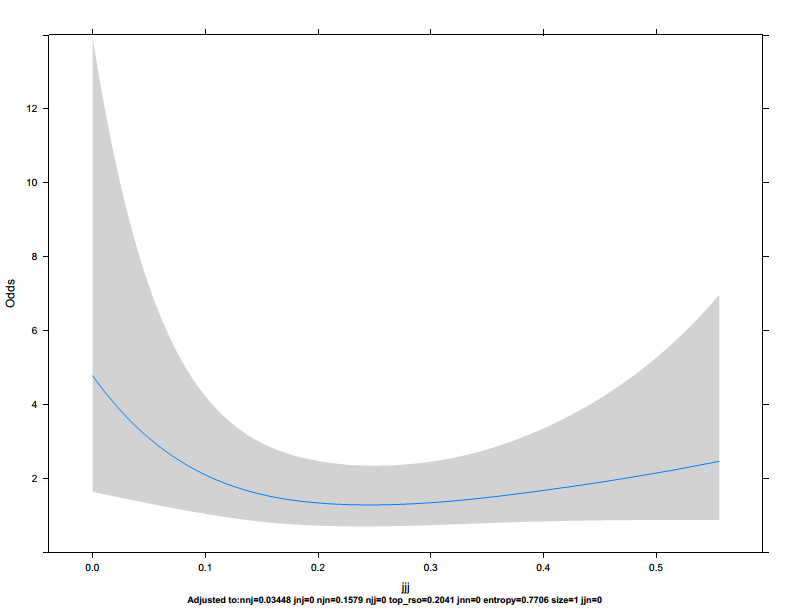 12
10
8
6
4
2
Odds
0.0 0.1 0.2 0.3 0.4 0.5
jjj
Adjusted to:nnj=0.03448 jnj=0 njn=0.1579 njj=0 top_rso=0.2041 jnn=0 entropy=0.7706 size=1 jjn=0